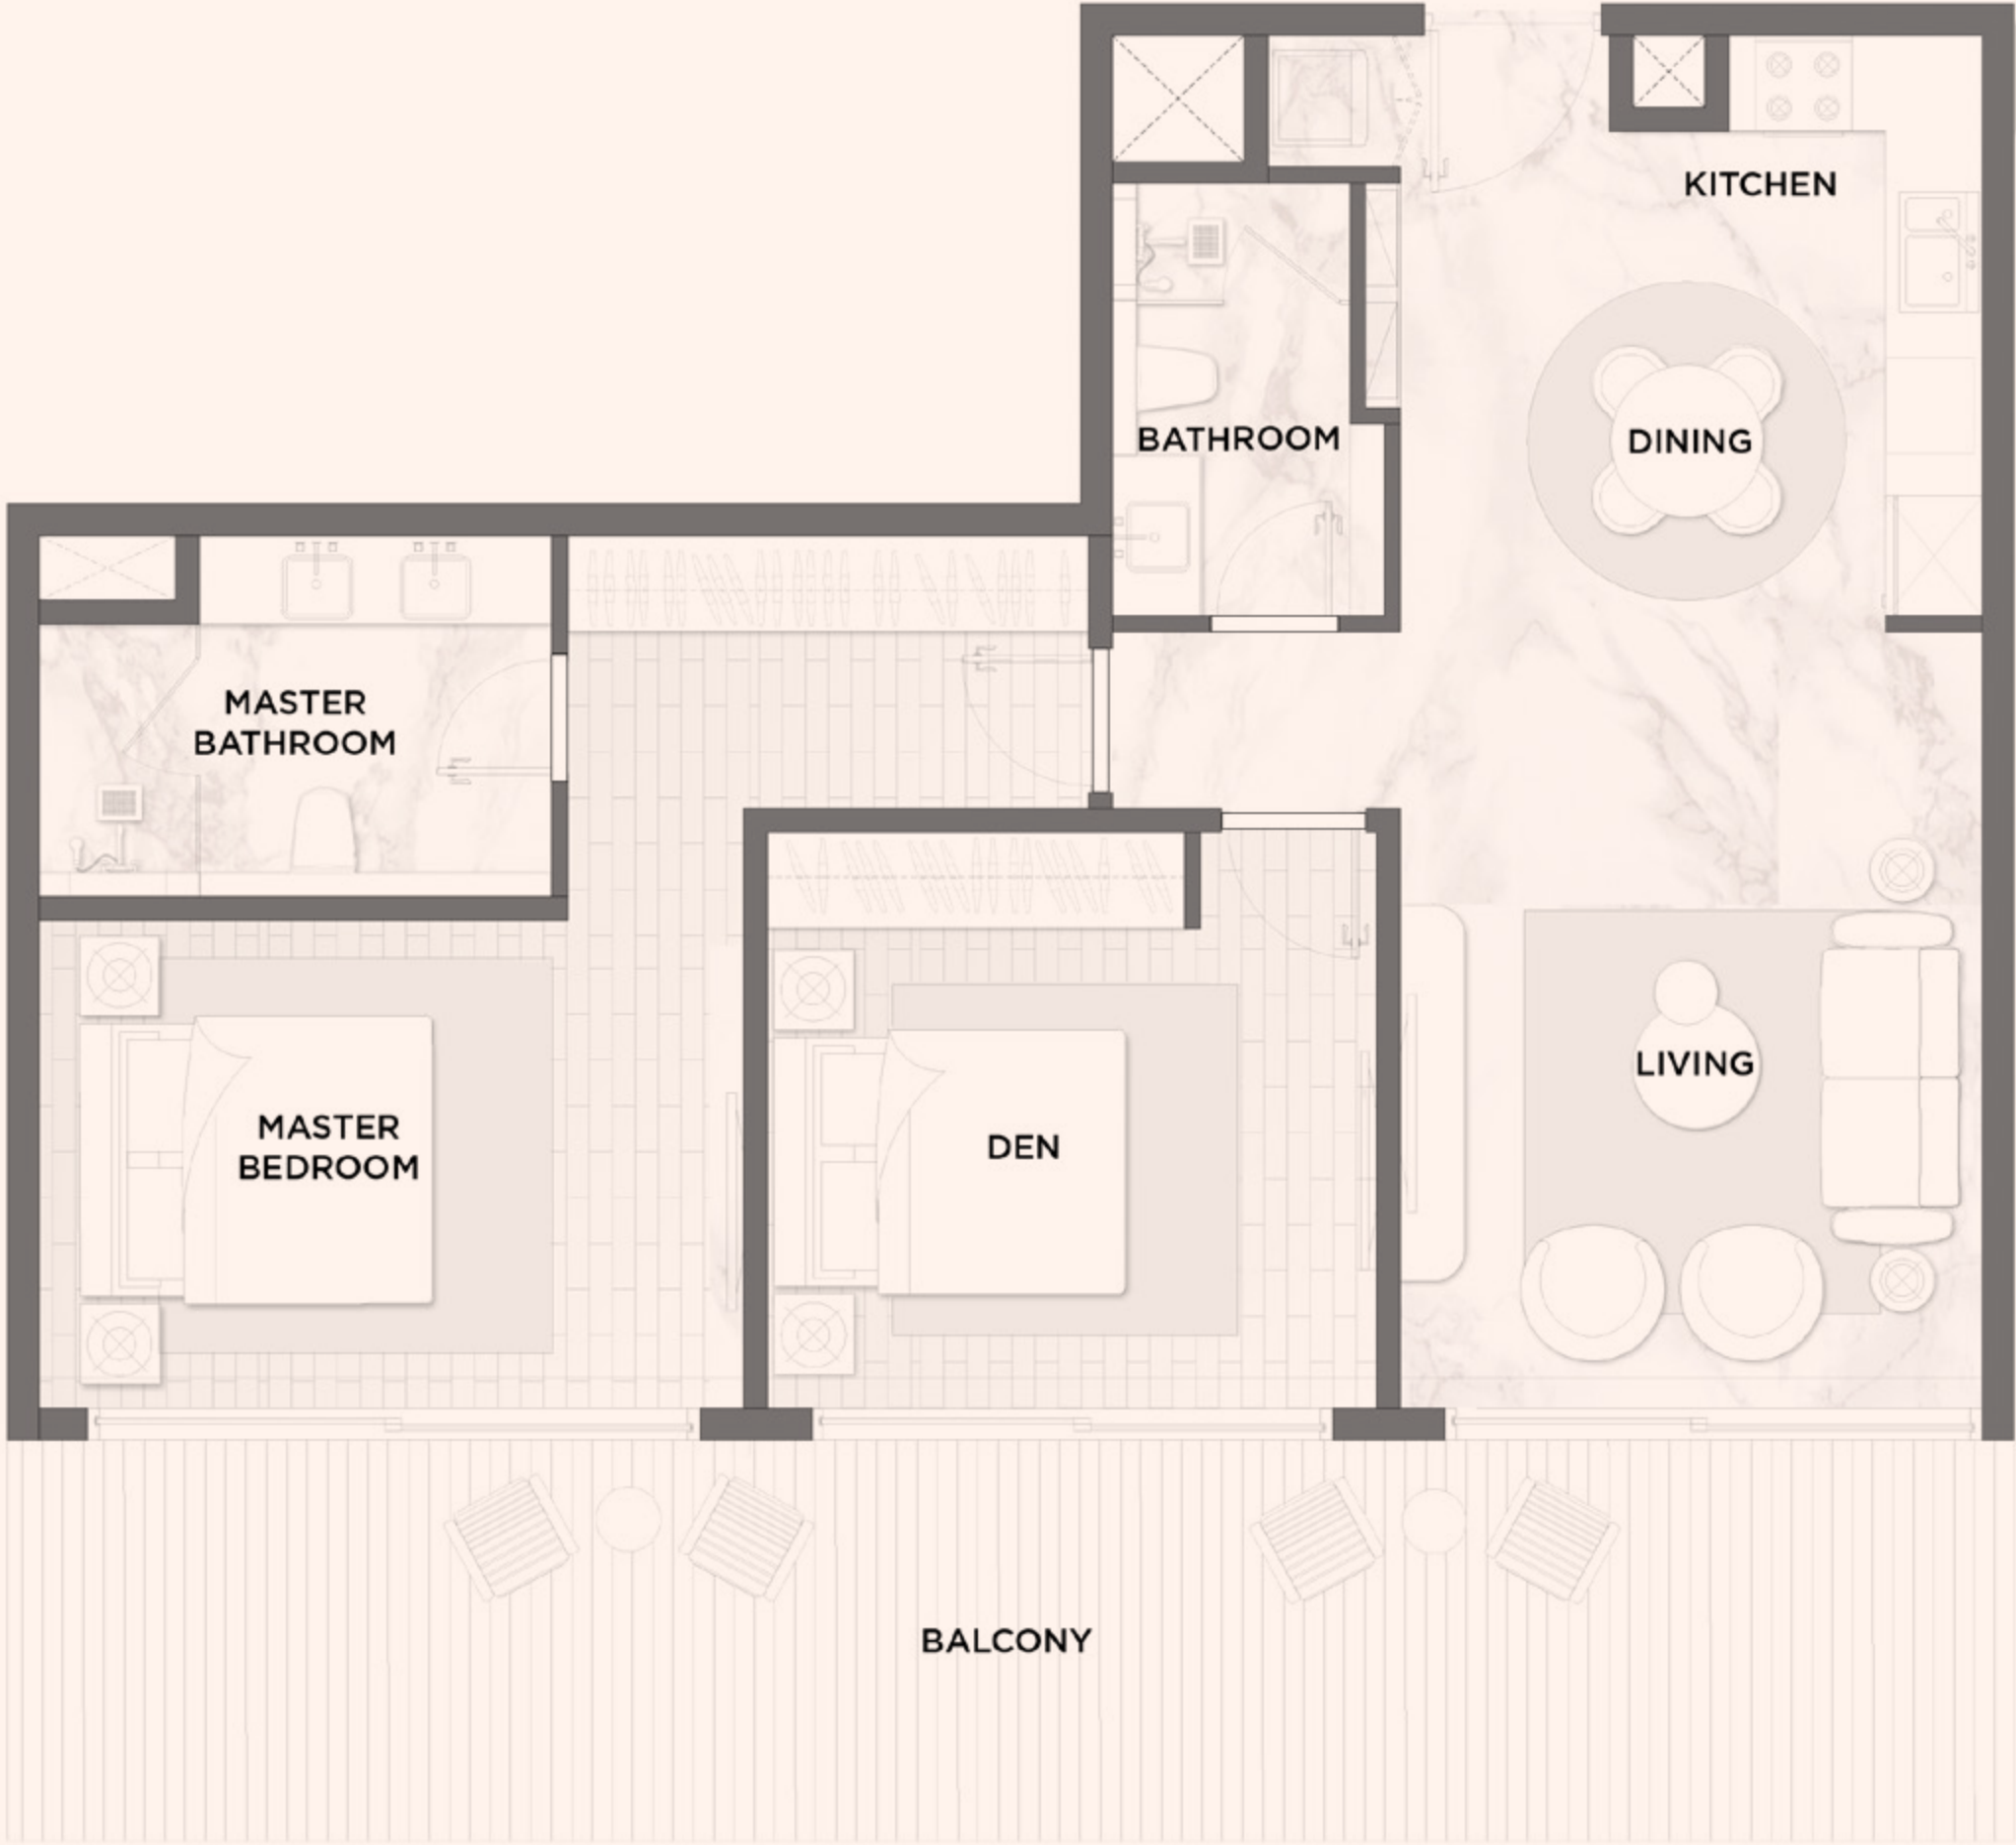 KITCHEN
BATHROOM
DINING
MASTER
BATHROOM
MASTER
BEDROOM
DEN
LIVING
BALCONY